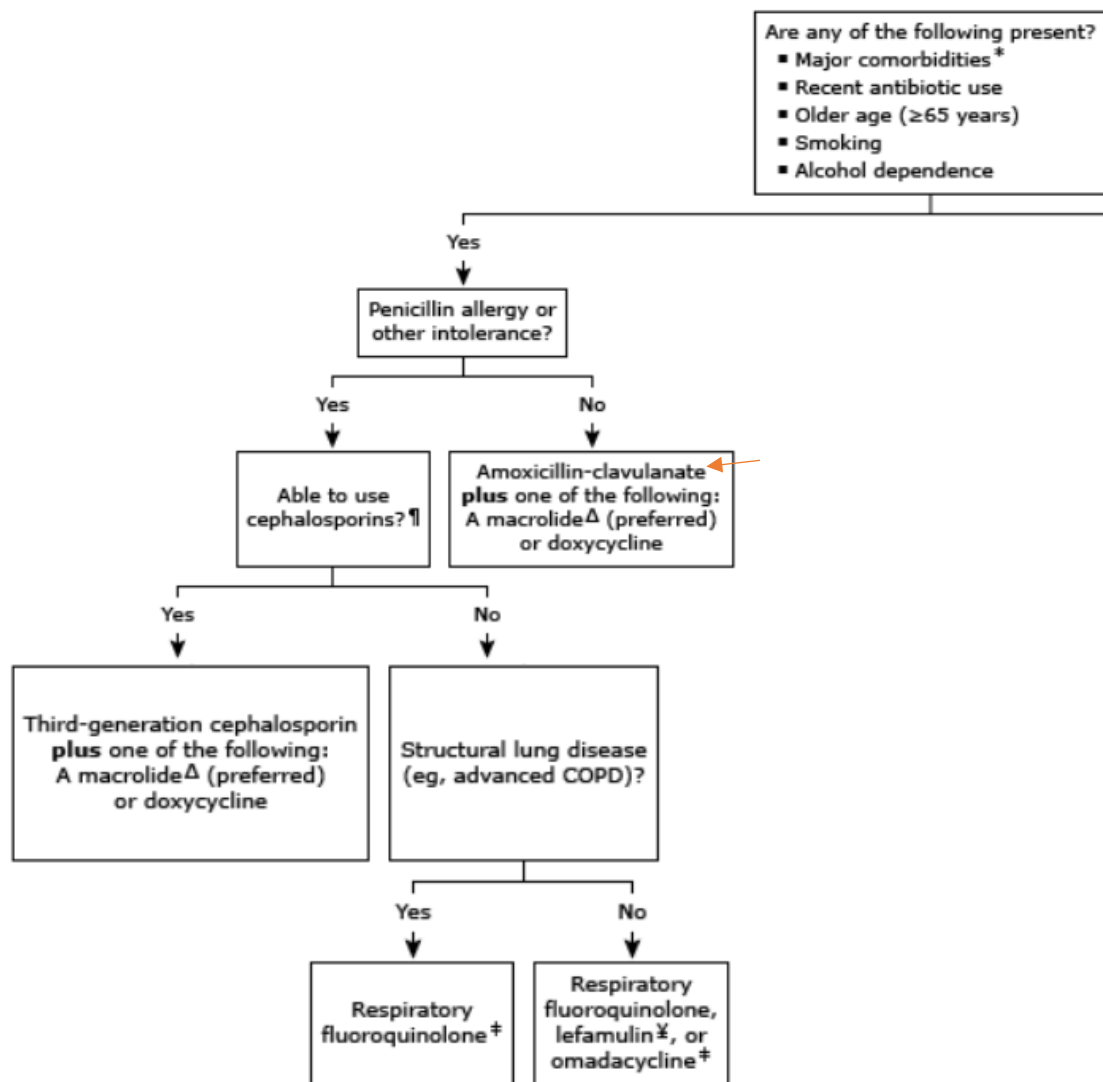 Are any of the following present?
▪ Major comorbidities*
▪ Recent antibiotic use
▪ Older age (≥65 years)
▪ Smoking
▪ Alcohol dependence
Yes
Penicillin allergy or
other intolerance?
Yes
No
Able to use
cephalosporins?¶
Amoxicillin-clavulanate
plus one of the following:
A macrolideΔ (preferred)
or doxycycline
Yes
No
Third-generation cephalosporin
plus one of the following:
A macrolideΔ (preferred)
or doxycycline
Structural lung disease
(eg, advanced COPD)?
Yes
No
Respiratory
fluoroquinolone‡
Respiratory
fluoroquinolone,
lefamulin¥, or
omadacycline‡